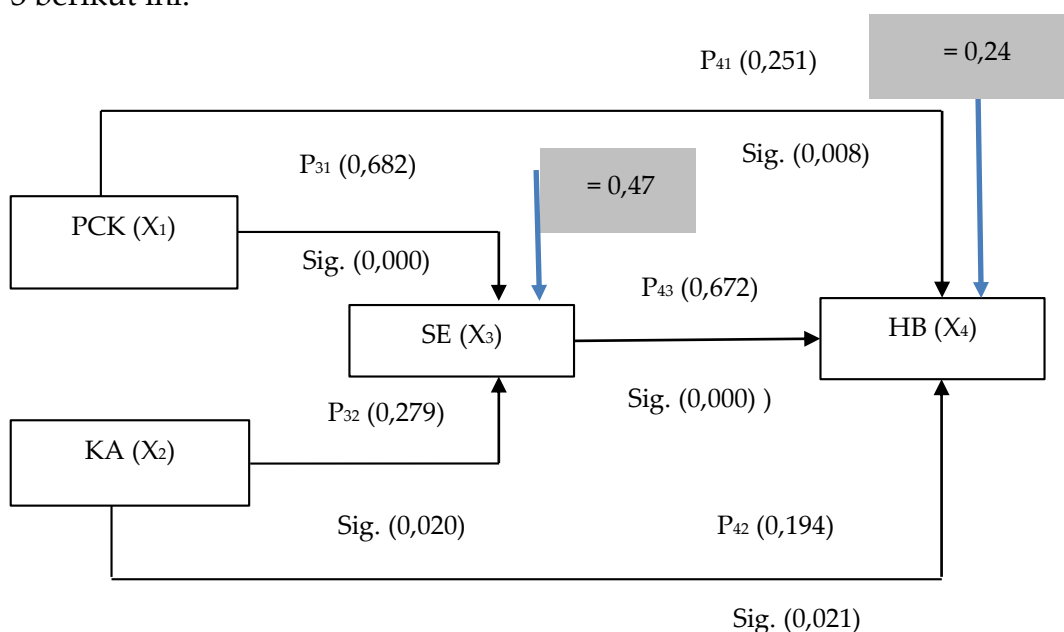 3 berikut ini.
P41 (0,251)
= 0,24
P31 (0,682)
Sig. (0,008)
= 0,47
PCK (X1)
Sig. (0,000)
P43 (0,672)
SE (X3)
HB (X4)
P32 (0,279)
Sig. (0,000) )
KA (X2)
Sig. (0,020)
P42 (0,194)
Sig. (0,021)